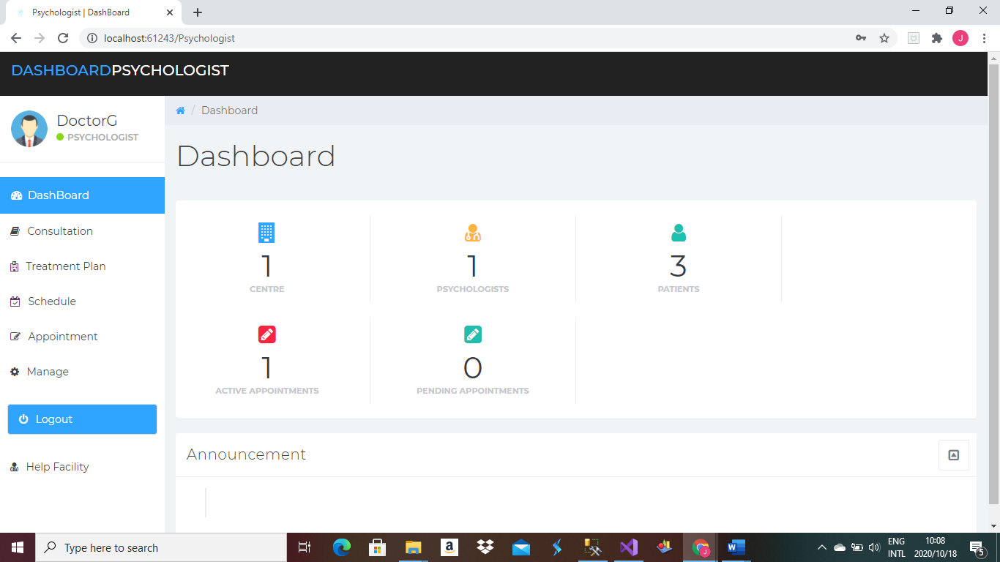 Psychologist | DashBoard
localhost:61243/Psychologist
J
DASHBOARDPSYCHOLOGIST
DoctorG
PSYCHOLOGIST
/ Dashboard
Dashboard
DashBoard
Consultation
Treatment Plan
Schedule
Appointment
Manage
Logout
Help Facility
1
CENTRE
1
PSYCHOLOGISTS
3
PATIENTS
1
ACTIVE APPOINTMENTS
0
PENDING APPOINTMENTS
Announcement
Type here to search
ENG
INTL
10:08
2020/10/18
5